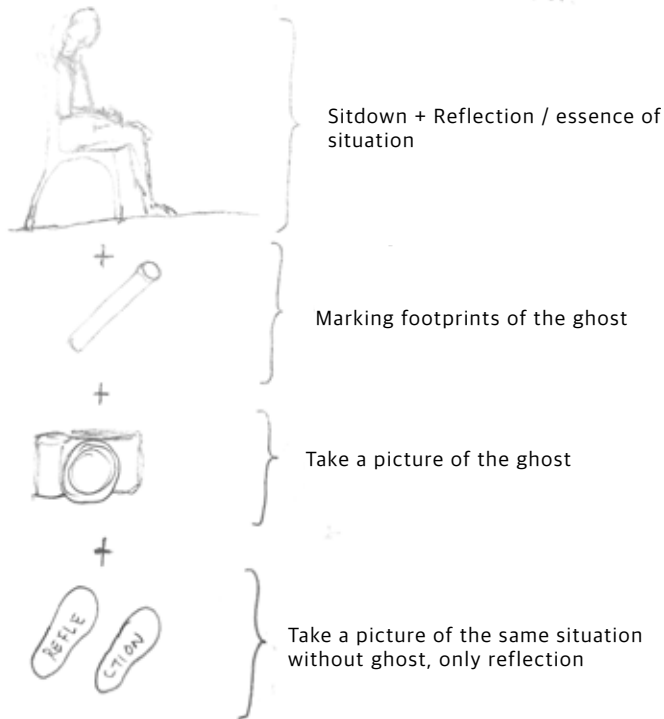 Sitdown + Reflection / essence of
situation
+
Marking footprints of the ghost
+
Take a picture of the ghost
+
REFLE
CTION
Take a picture of the same situation
without ghost, only reflection